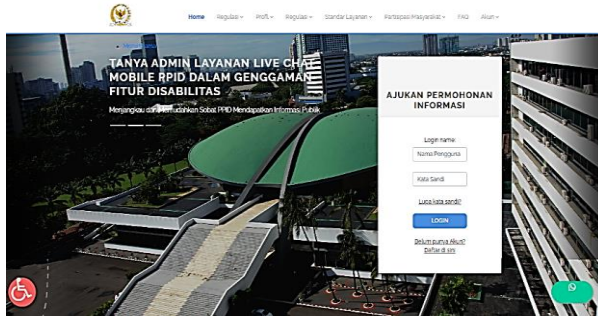 Home Regulasi Profil Regulasi Standar Layanan Partisipasi Masyarakat FAQ Akun
TANYA ADMIN LAYANAN LIVE CHAT
MOBILE PPID DALAM GENGGAMAN
FITUR DISABILITAS
Menjangkau dan Memudahkan Sobat PPID Mendapatkan Informasi Publik
AJUKAN PERMOHONAN
INFORMASI
Login name:
Nama Pengguna
Kata Sandi
Lupa kata sandi?
LOGIN
Belum punya Akun?
Daftar di sini